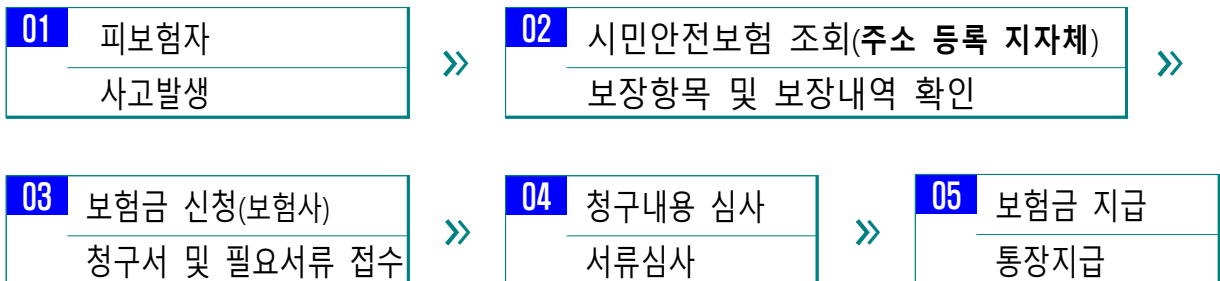 01 피보험자
사고발생
»
02 시민안전보험 조회(주소 등록 지자체)
보장항목 및 보장내역 확인
»
03 보험금 신청(보험사)
청구서 및 필요서류 접수
»
04 청구내용 심사
서류심사
»
05 보험금 지급
통장지급